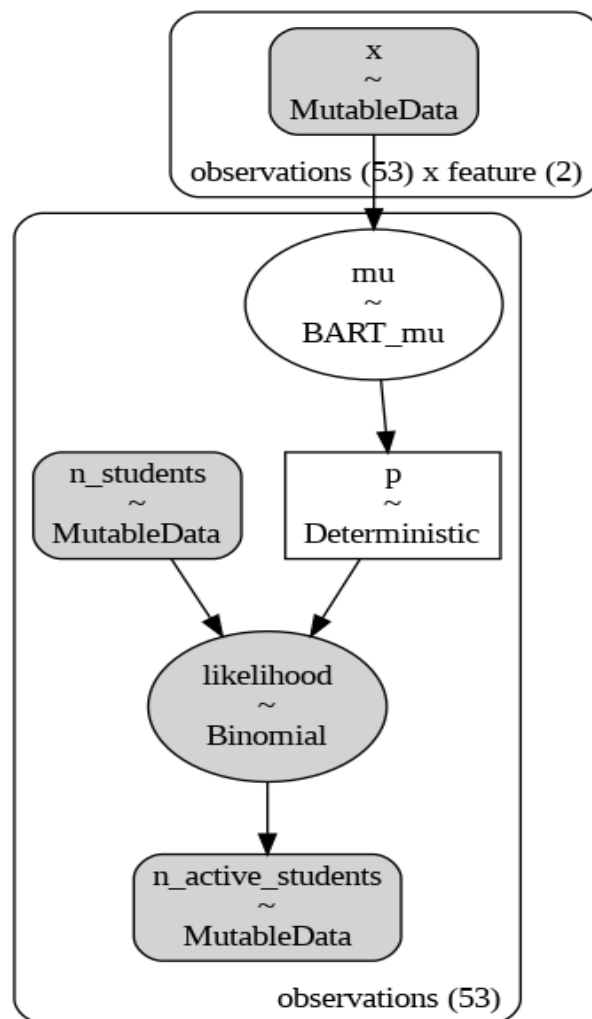 x
~
MutableData
observations (53) x feature (2)
mu
~
BART_mu
n_students
~
MutableData
p
~
Deterministic
likelihood
~
Binomial
n_active_students
~
MutableData
observations (53)